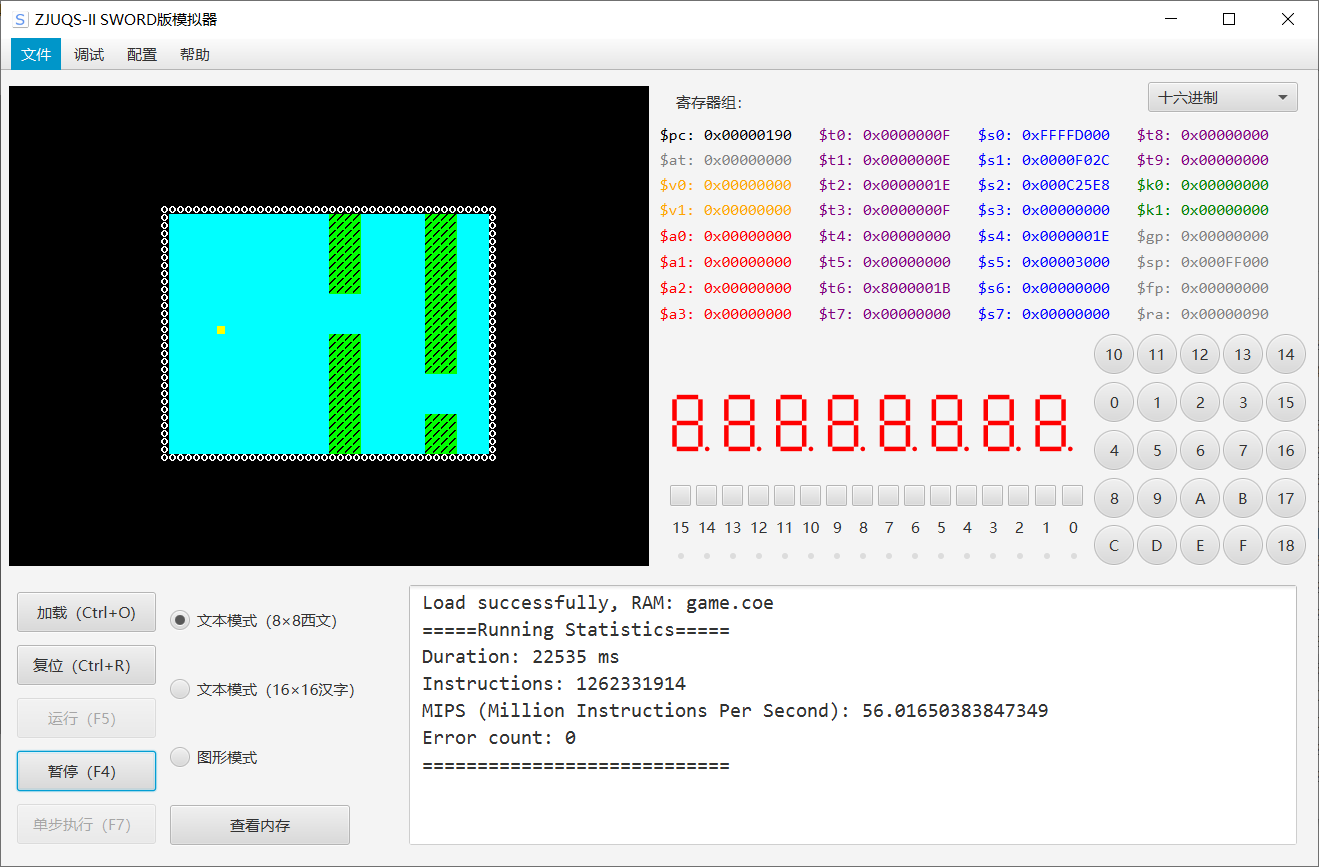 S ZJUQS-II SWORD版模拟器
文件 调试 配置 帮助
寄存器组： 十六进制
$pc: 0x00000190 $t0: 0x0000000F $s0: 0xFFFFD000 $t8: 0x00000000
$at: 0x00000000 $t1: 0x0000000E $s1: 0x0000F02C $t9: 0x00000000
$v0: 0x00000000 $t2: 0x0000001E $s2: 0x000C25E8 $k0: 0x00000000
$v1: 0x00000000 $t3: 0x0000000F $s3: 0x00000000 $k1: 0x00000000
$a0: 0x00000000 $t4: 0x00000000 $s4: 0x0000001E $gp: 0x00000000
$a1: 0x00000000 $t5: 0x00000000 $s5: 0x00003000 $sp: 0x000FF000
$a2: 0x00000000 $t6: 0x8000001B $s6: 0x00000000 $fp: 0x00000000
$a3: 0x00000000 $t7: 0x00000000 $s7: 0x00000000 $ra: 0x00000090
10 11 12 13 14
0 1 2 3 15
4 5 6 7 16
8 9 A B 17
C D E F 18
8.8.8.8.8.8.8.8.
15 14 13 12 11 10 9 8 7 6 5 4 3 2 1 0
加载（Ctrl+O）
复位（Ctrl+R）
运行（F5）
暂停（F4）
单步执行（F7）
文本模式（8×8西文）
文本模式（16×16汉字）
图形模式
查看内存
Load successfully, RAM: game.coe
=====Running Statistics=====
Duration: 22535 ms
Instructions: 1262331914
MIPS (Million Instructions Per Second): 56.01650383847349
Error count: 0
============================